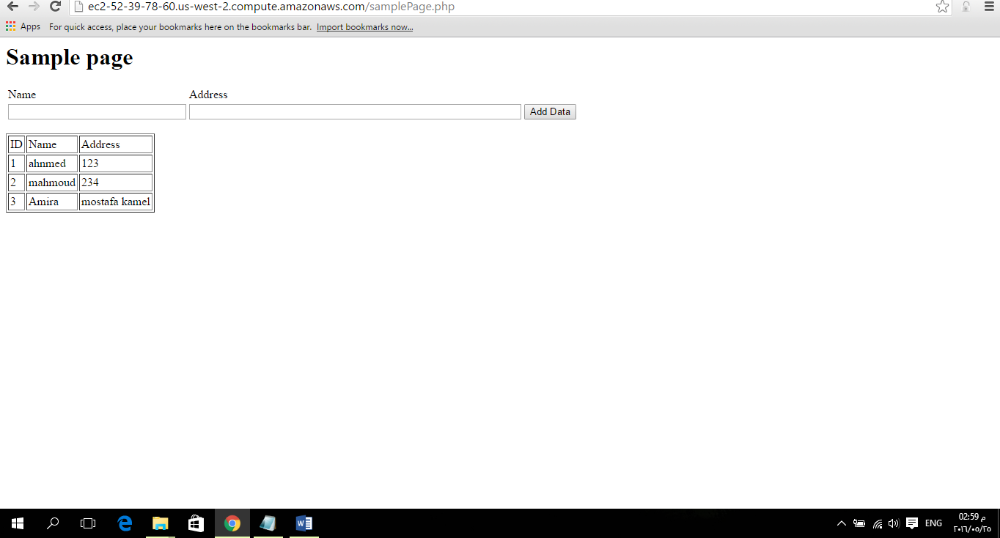 ec2-52-39-78-60.us-west-2.compute.amazonaws.com/samplePage.php
Apps For quick access, place your bookmarks here on the bookmarks bar. Import bookmarks now...
Sample page
Name Address
Add Data
ID Name Address
1 ahnmed 123
2 mahmoud 234
3 Amira mostafa kamel
ENG
02:59 م
٢٠١٦/٠٥/٢٥